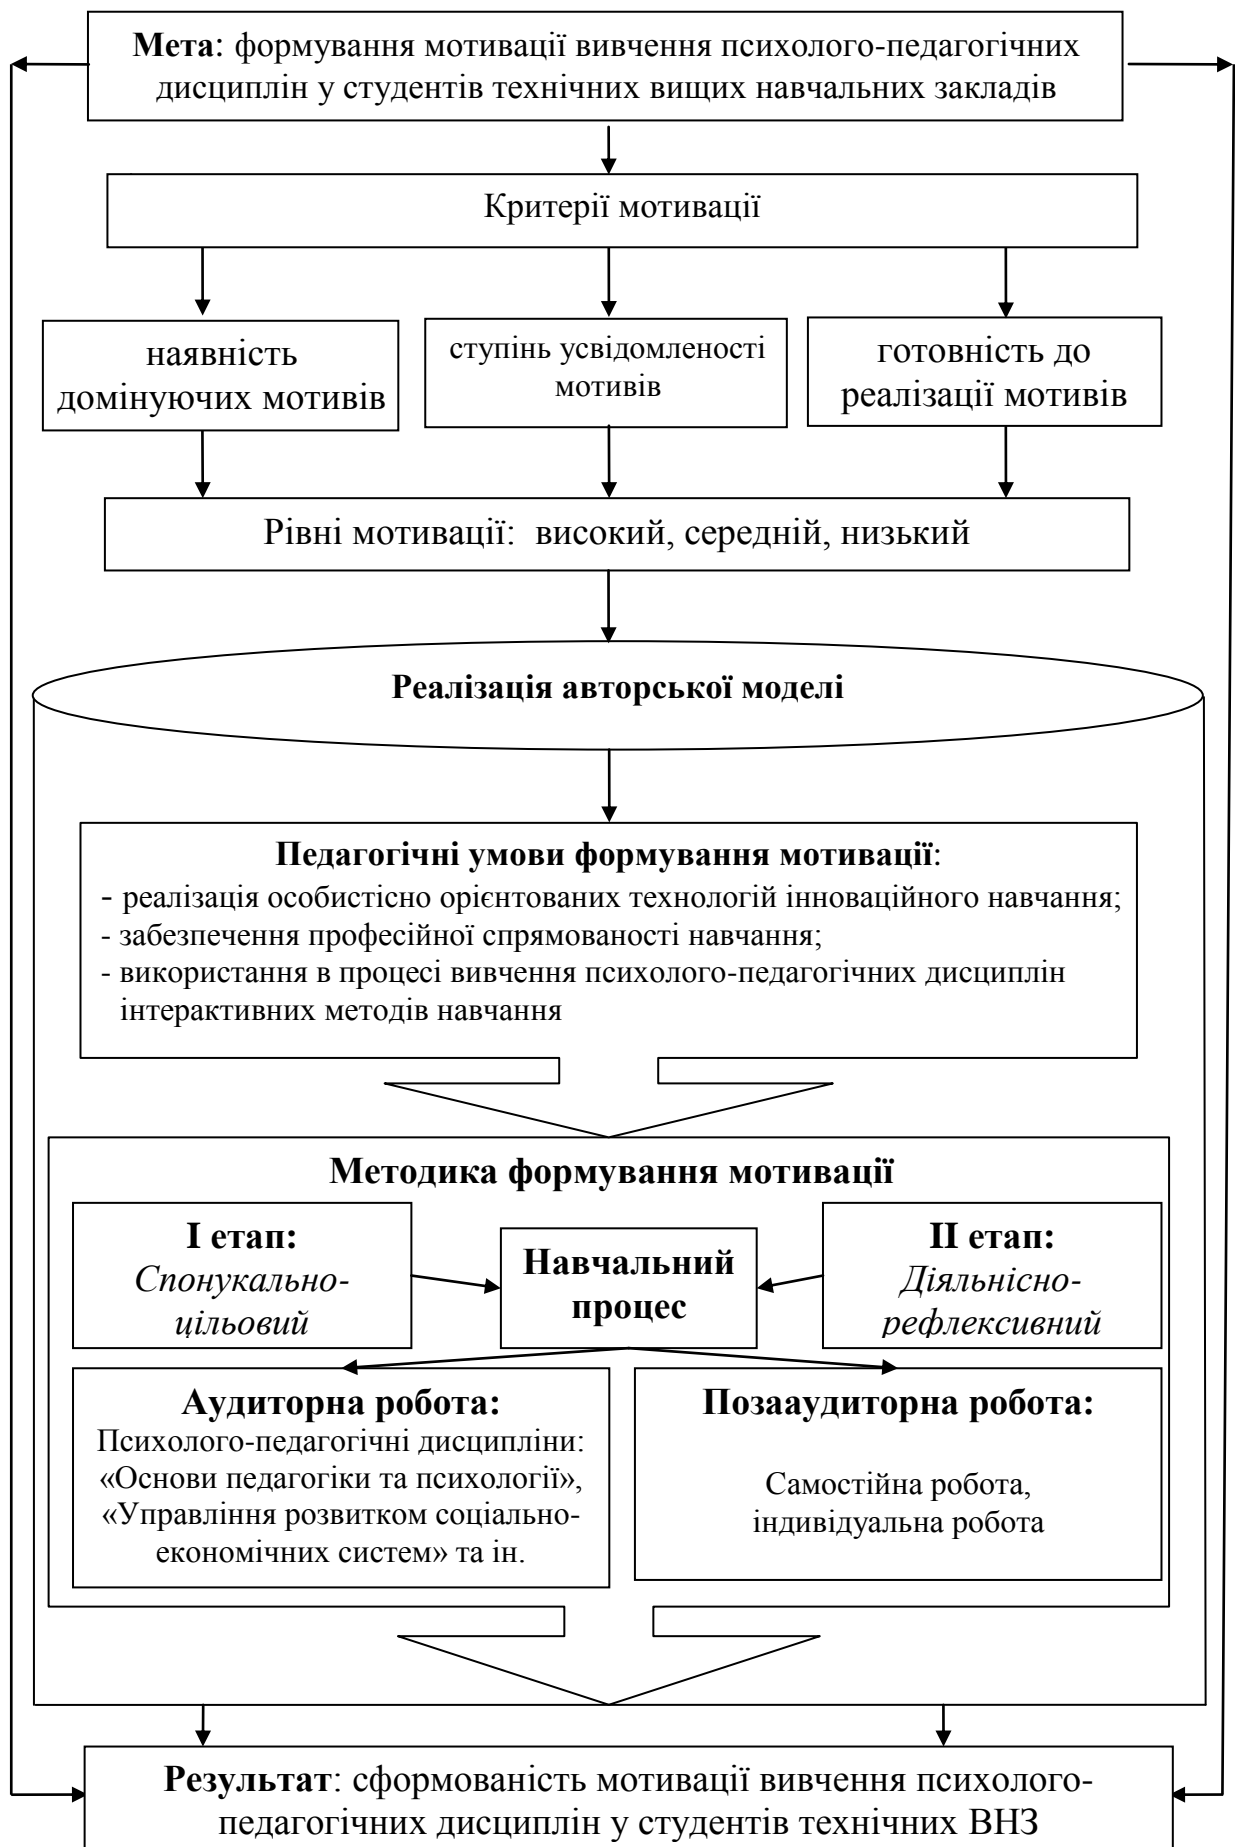 Мета: формування мотивації вивчення психолого-педагогічних
дисциплін у студентів технічних вищих навчальних закладів
Критерії мотивації
наявність
домінуючих мотивів
ступінь усвідомленості
мотивів
готовність до
реалізації мотивів
Рівні мотивації: високий, середній, низький
Реалізація авторської моделі
Педагогічні умови формування мотивації:
- реалізація особистісно орієнтованих технологій інноваційного навчання;
- забезпечення професійної спрямованості навчання;
- використання в процесі вивчення психолого-педагогічних дисциплін
інтерактивних методів навчання
Методика формування мотивації
І етап:
Спонукально-
цільовий
Навчальний
процес
ІІ етап:
Діяльнісно-
рефлексивний
Аудиторна робота:
Психолого-педагогічні дисципліни:
«Основи педагогіки та психології»,
«Управління розвитком соціально-
економічних систем» та ін.
Позааудиторна робота:
Самостійна робота,
індивідуальна робота
Результат: сформованість мотивації вивчення психолого-
педагогічних дисциплін у студентів технічних ВНЗ